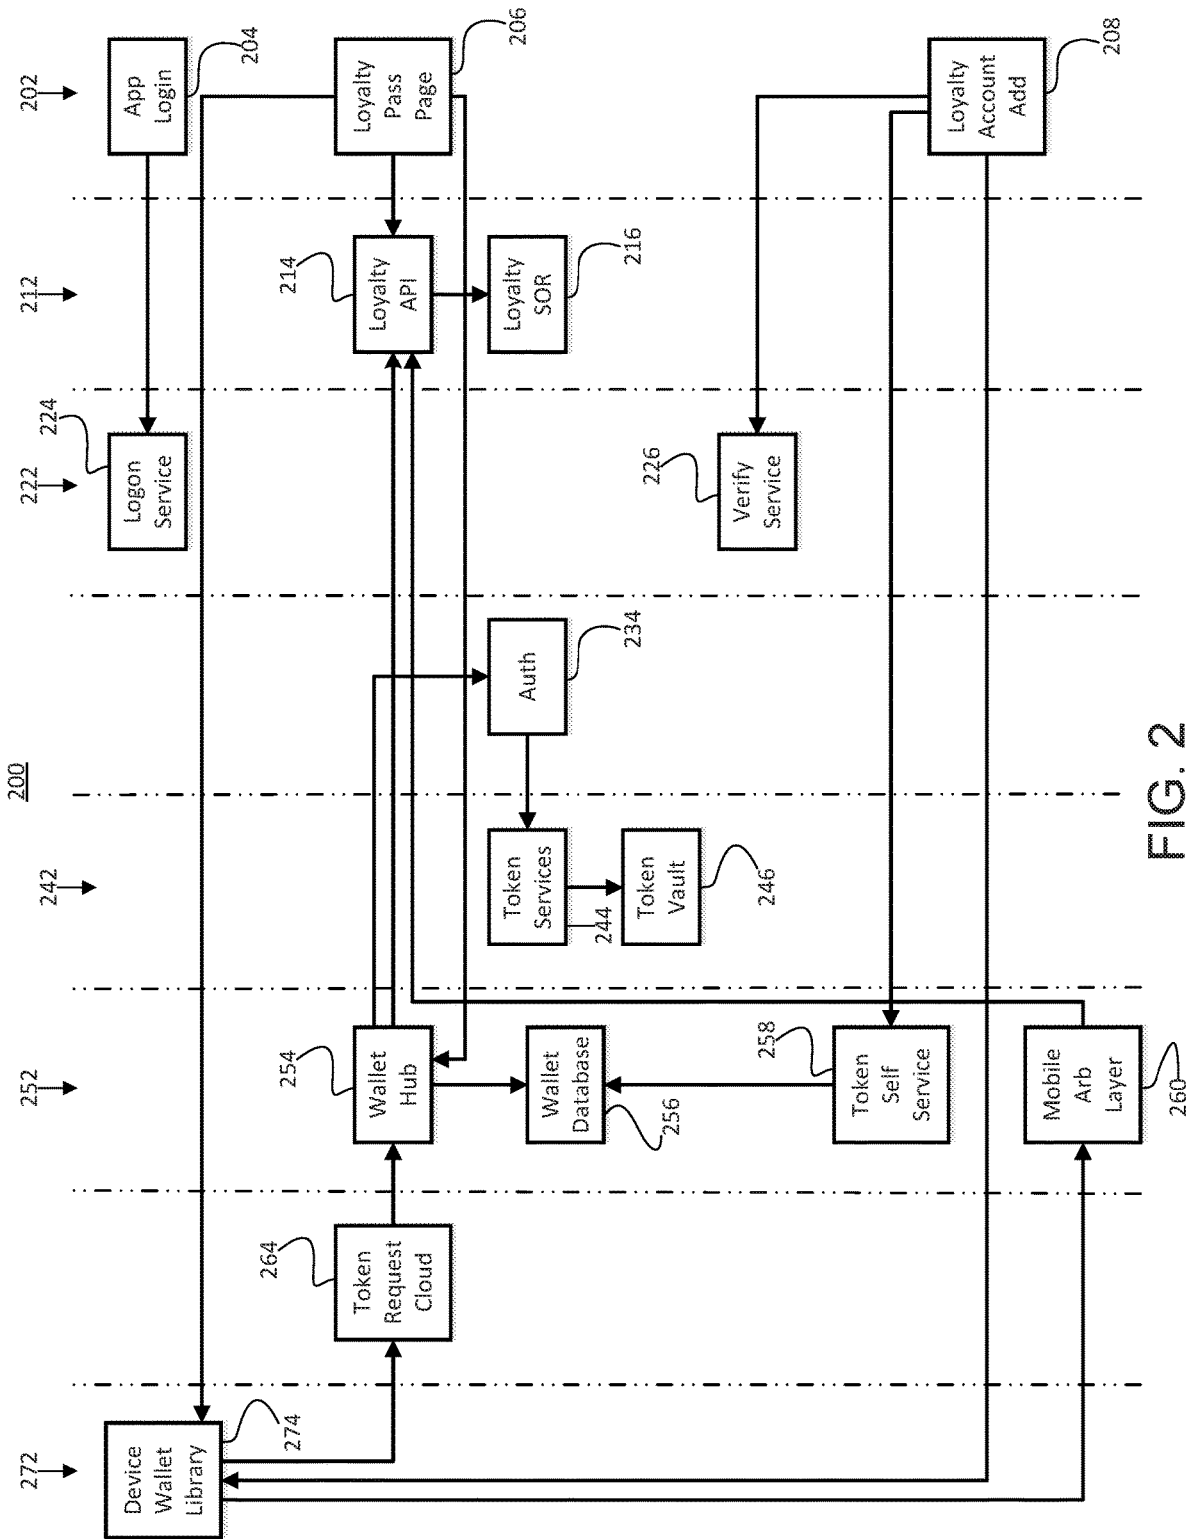 200
272
252
242
222
212
202
Device
Wallet
Library
274
Logon
Service
224
App
Login
204
Token
Request
Cloud
264
Wallet
Hub
254
Loyalty
API
214
Loyalty
Pass
Page
206
Wallet
Database
256
Token
Services
244
Auth
234
Loyalty
SOR
216
Token
Vault
246
Verify
Service
226
Token
Self
Service
258
Loyalty
Account
Add
208
Mobile
Arb
Layer
260
FIG. 2